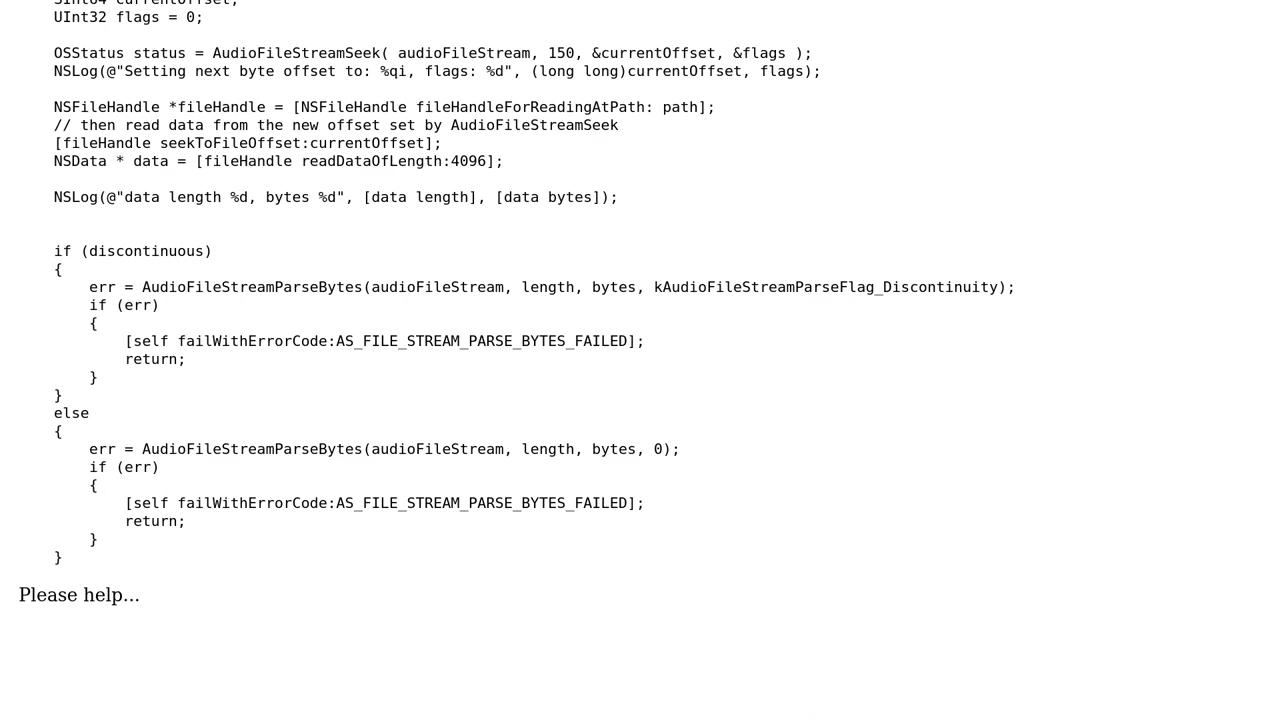 SInt64 currentOffset;
UInt32 flags = 0;
OSStatus status = AudioFileStreamSeek( audioFileStream, 150, &currentOffset, &flags );
NSLog(@"Setting next byte offset to: %qi, flags: %d", (long long)currentOffset, flags);
NSFileHandle *fileHandle = [NSFileHandle fileHandleForReadingAtPath: path];
// then read data from the new offset set by AudioFileStreamSeek
[fileHandle seekToFileOffset:currentOffset];
NSData * data = [fileHandle readDataOfLength:4096];
NSLog(@"data length %d, bytes %d", [data length], [data bytes]);
if (discontinuous)
{
err = AudioFileStreamParseBytes(audioFileStream, length, bytes, kAudioFileStreamParseFlag_Discontinuity);
if (err)
{
[self failWithErrorCode:AS_FILE_STREAM_PARSE_BYTES_FAILED];
return;
}
}
else
{
err = AudioFileStreamParseBytes(audioFileStream, length, bytes, 0);
if (err)
{
[self failWithErrorCode:AS_FILE_STREAM_PARSE_BYTES_FAILED];
return;
}
}
Please help...